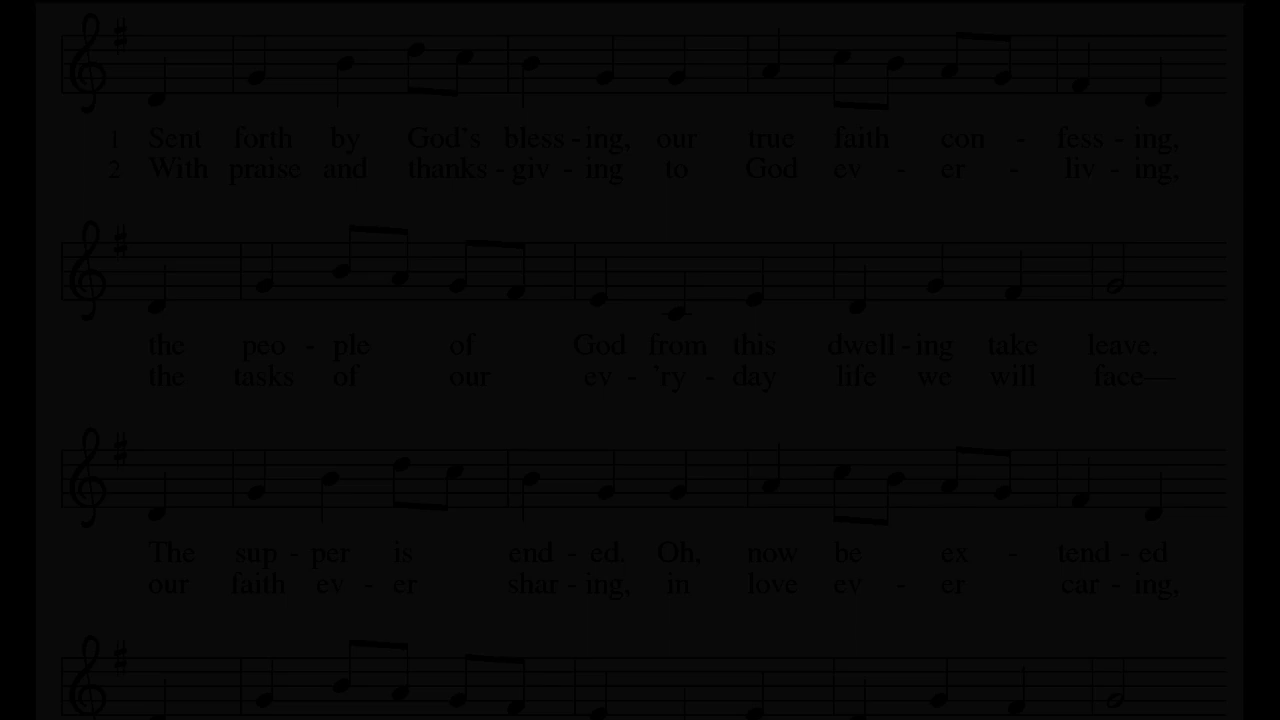 1 Sent forth by God's bless - ing, our true faith con - fess - ing,
2 With praise and thanks - giv - ing to God ev - er - liv - ing,
the peo - ple of God from this dwell - ing take leave.
the tasks of our ev - 'ry - day life we will face—
The sup - per is end - ed. Oh, now be ex - tend - ed
our faith ev - er shar - ing, in love ev - er car - ing,